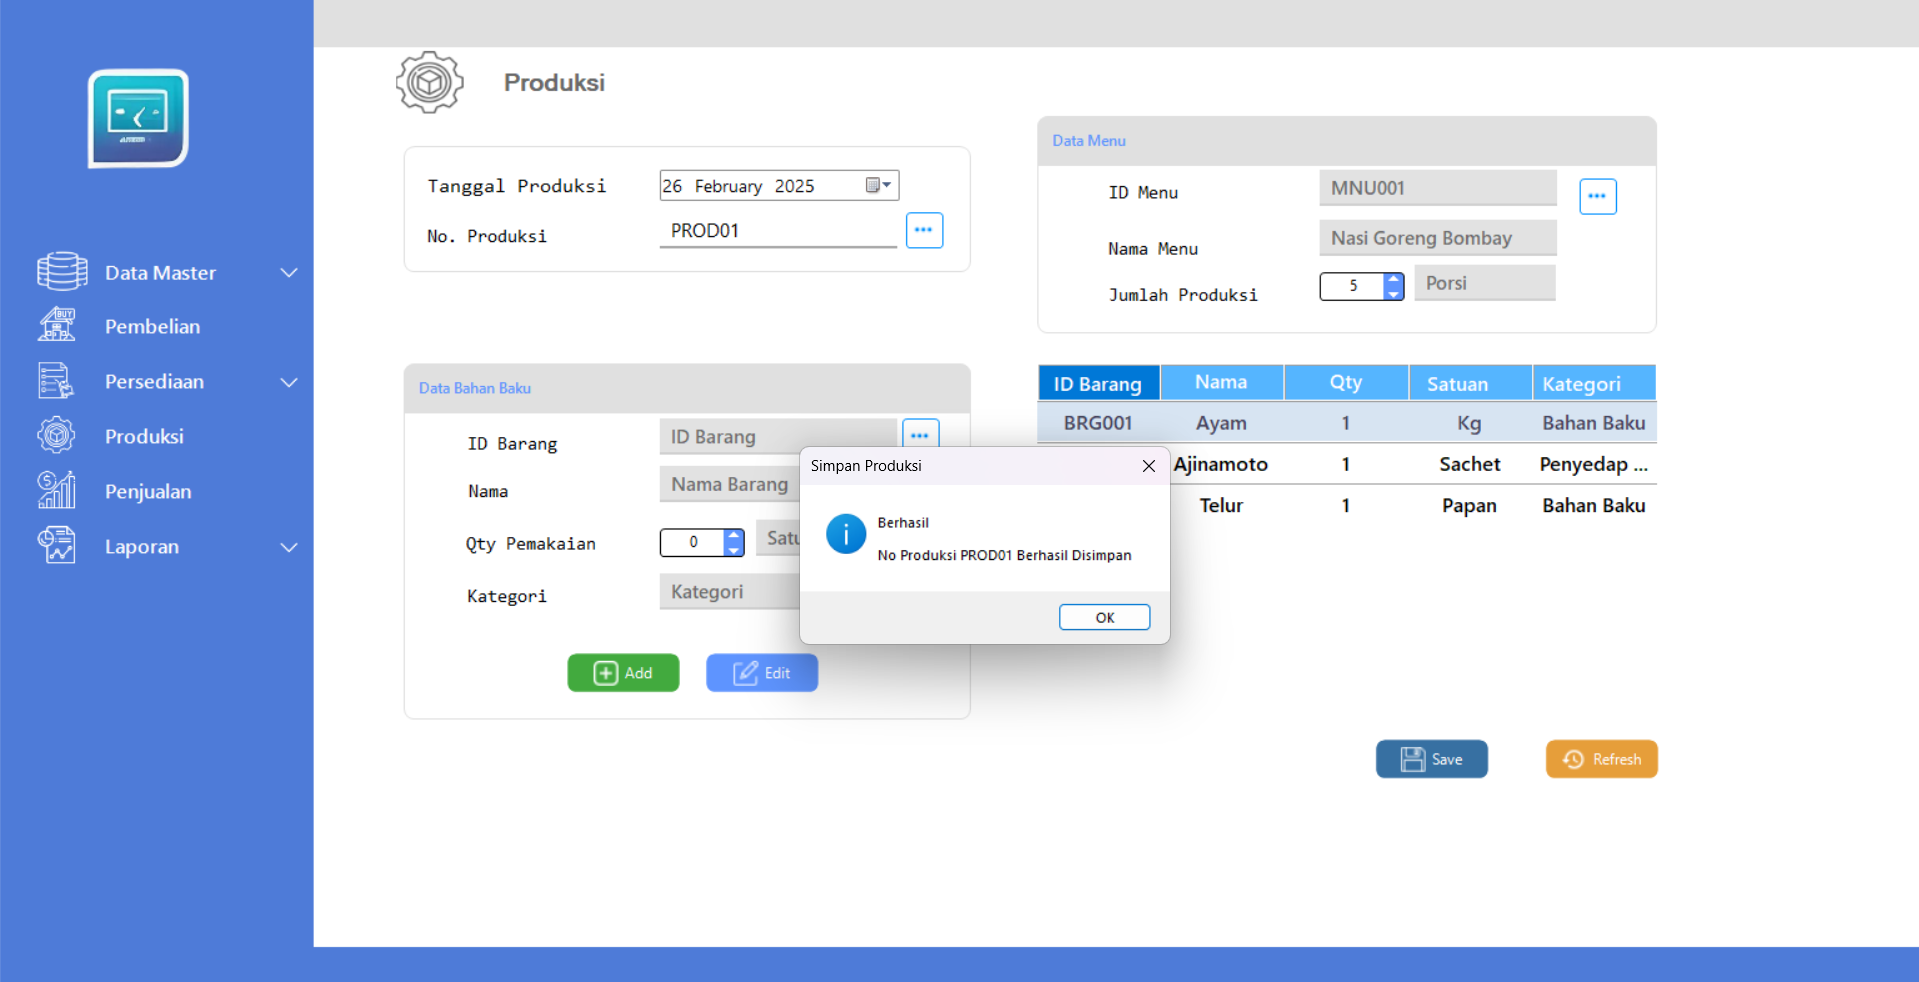 Produksi
Data Master
Pembelian
BUY
Persediaan
Produksi
Penjualan
Laporan
Tanggal Produksi
26 February 2025
No. Produksi
PROD01
...
Data Menu
ID Menu
MNU001
...
Nama Menu
Nasi Goreng Bombay
Jumlah Produksi
5
Porsi
Data Bahan Baku
ID Barang
ID Barang
...
Nama
Nama Barang
Qty Pemakaian
0
Satu
Kategori
Kategori
Add
Edit
ID Barang Nama Qty Satuan Kategori
BRG001 Ayam 1 Kg Bahan Baku
Ajinamoto 1 Sachet Penyedap ...
Telur 1 Papan Bahan Baku
Simpan Produksi
Berhasil
No Produksi PROD01 Berhasil Disimpan
OK
Save
Refresh